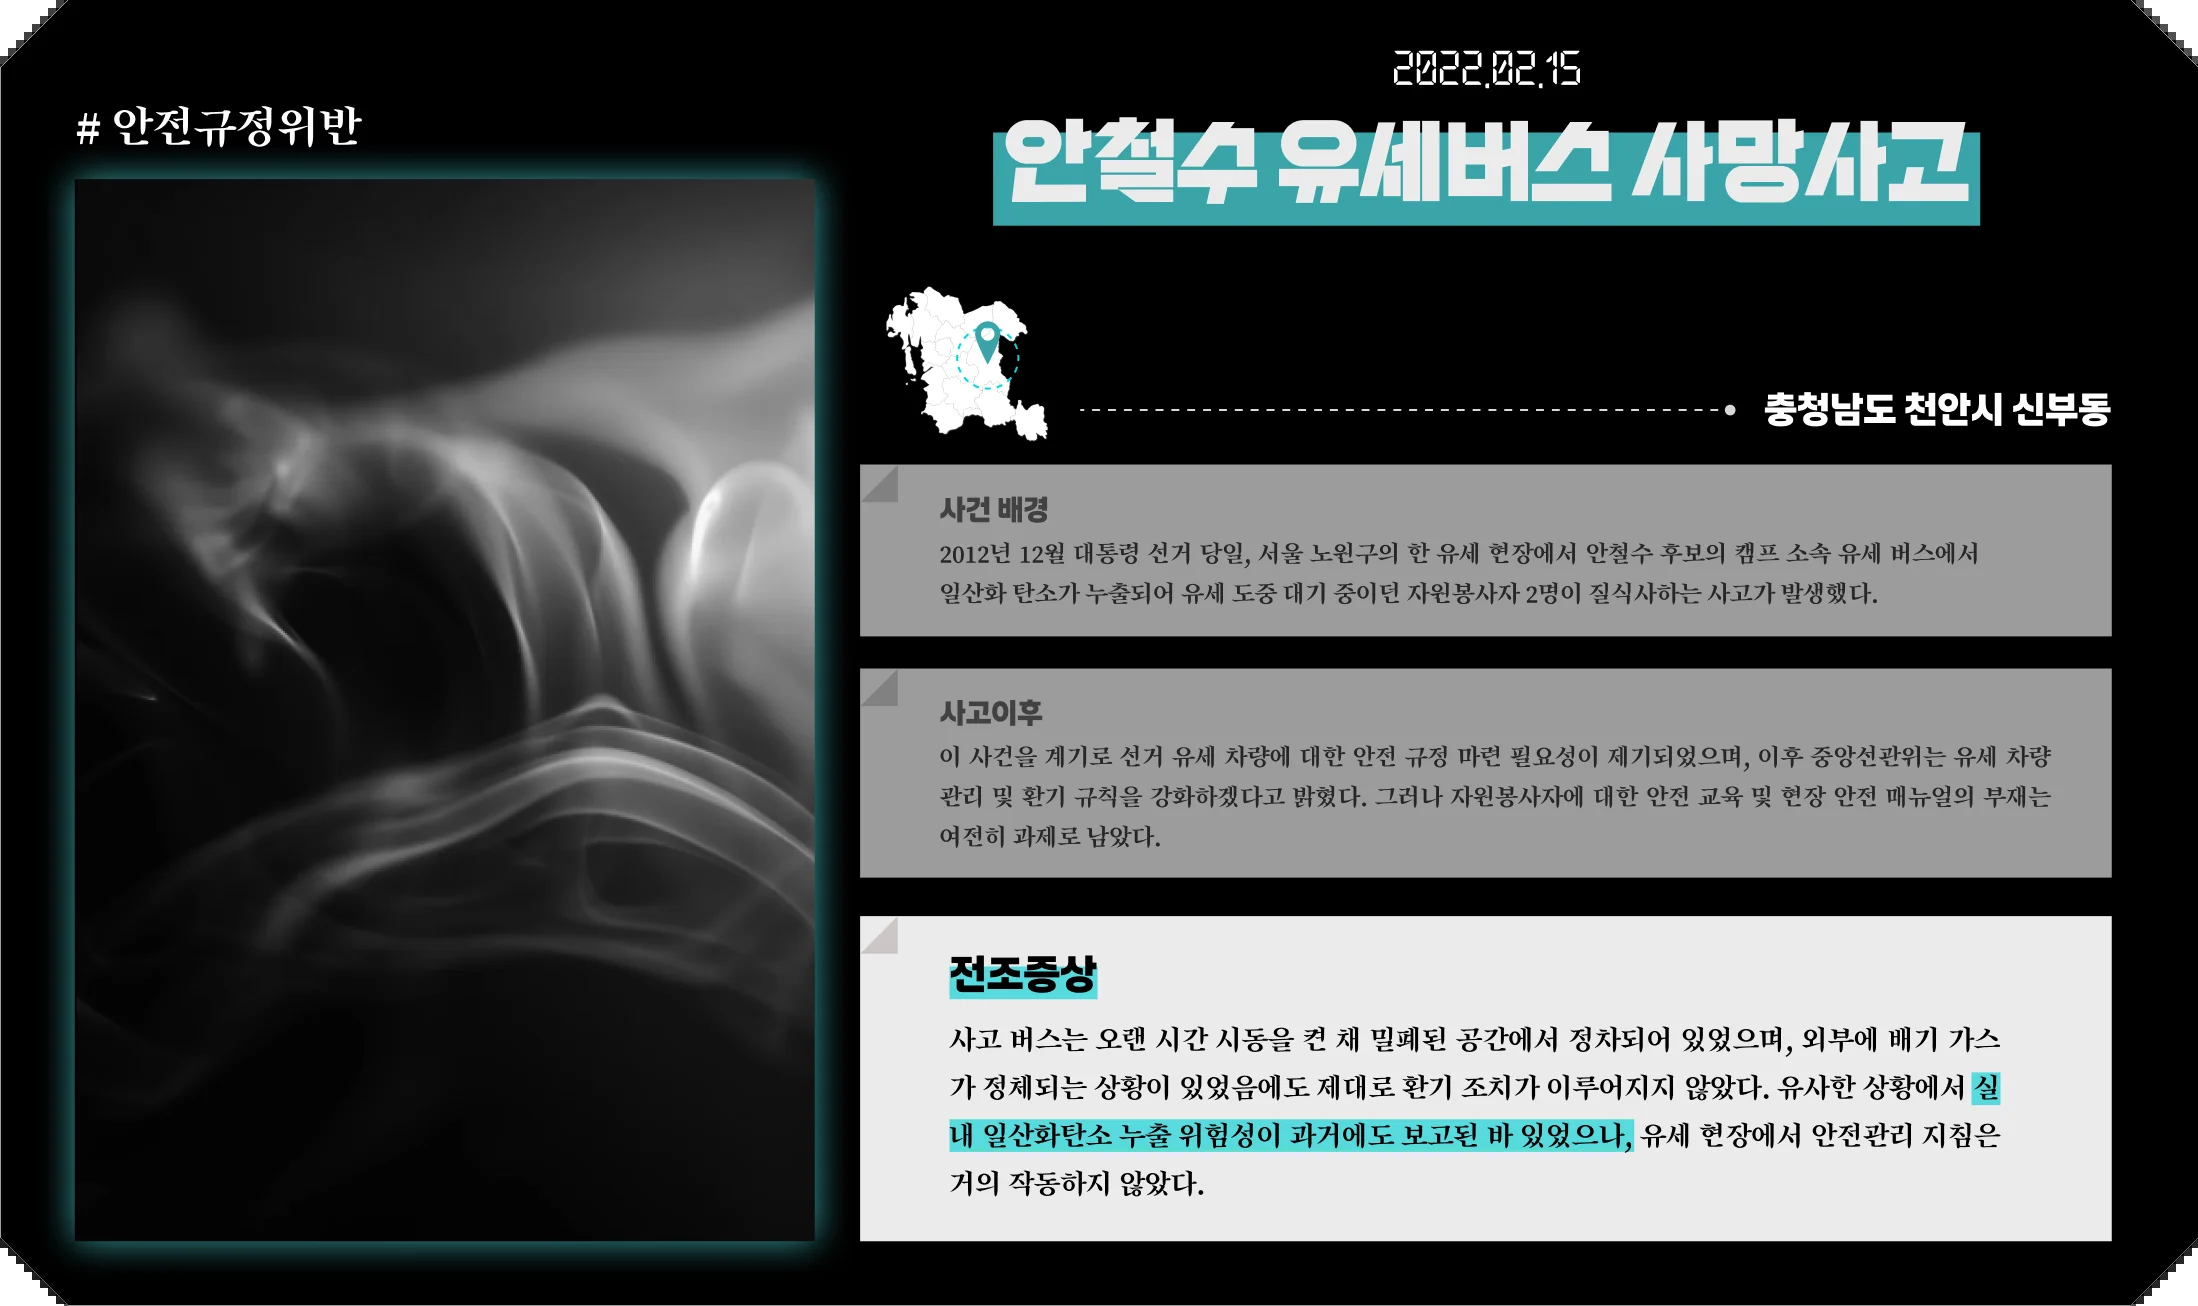 # 안전규정위반
2022.02.15
안철수 유세버스 사망사고
충청남도 천안시 신부동
사건 배경
2012년 12월 대통령 선거 당일, 서울 노원구의 한 유세 현장에서 안철수 후보의 캠프 소속 유세 버스에서
일산화 탄소가 누출되어 유세 도중 대기 중이던 자원봉사자 2명이 질식사하는 사고가 발생했다.
사고이후
이 사건을 계기로 선거 유세 차량에 대한 안전 규정 마련 필요성이 제기되었으며, 이후 중앙선관위는 유세 차량
관리 및 환기 규칙을 강화하겠다고 밝혔다. 그러나 자원봉사자에 대한 안전 교육 및 현장 안전 매뉴얼의 부재는
여전히 과제로 남았다.
전조증상
사고 버스는 오랜 시간 시동을 켠 채 밀폐된 공간에서 정차되어 있었으며, 외부에 배기 가스
가 정체되는 상황이 있었음에도 제대로 환기 조치가 이루어지지 않았다. 유사한 상황에서 실
내 일산화탄소 누출 위험성이 과거에도 보고된 바 있었으나, 유세 현장에서 안전관리 지침은
거의 작동하지 않았다.